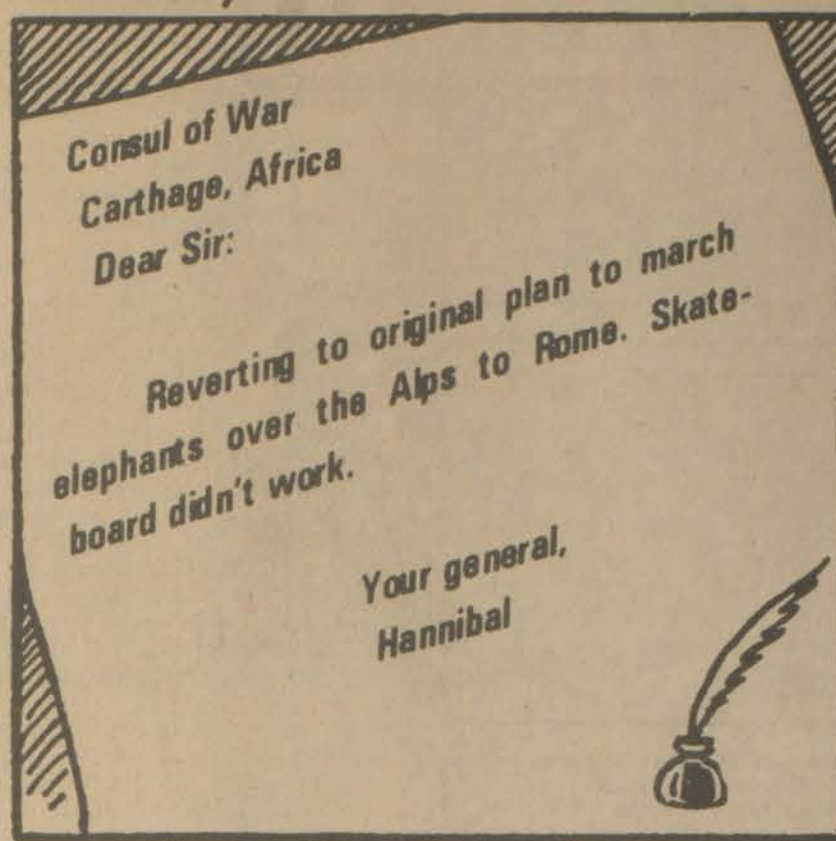 Consul of War
Carthage, Africa
Dear Sir:
Reverting to original plan to march
elephants over the Alps to Rome. Skate-
board didn't work.
Your general,
Hannibal